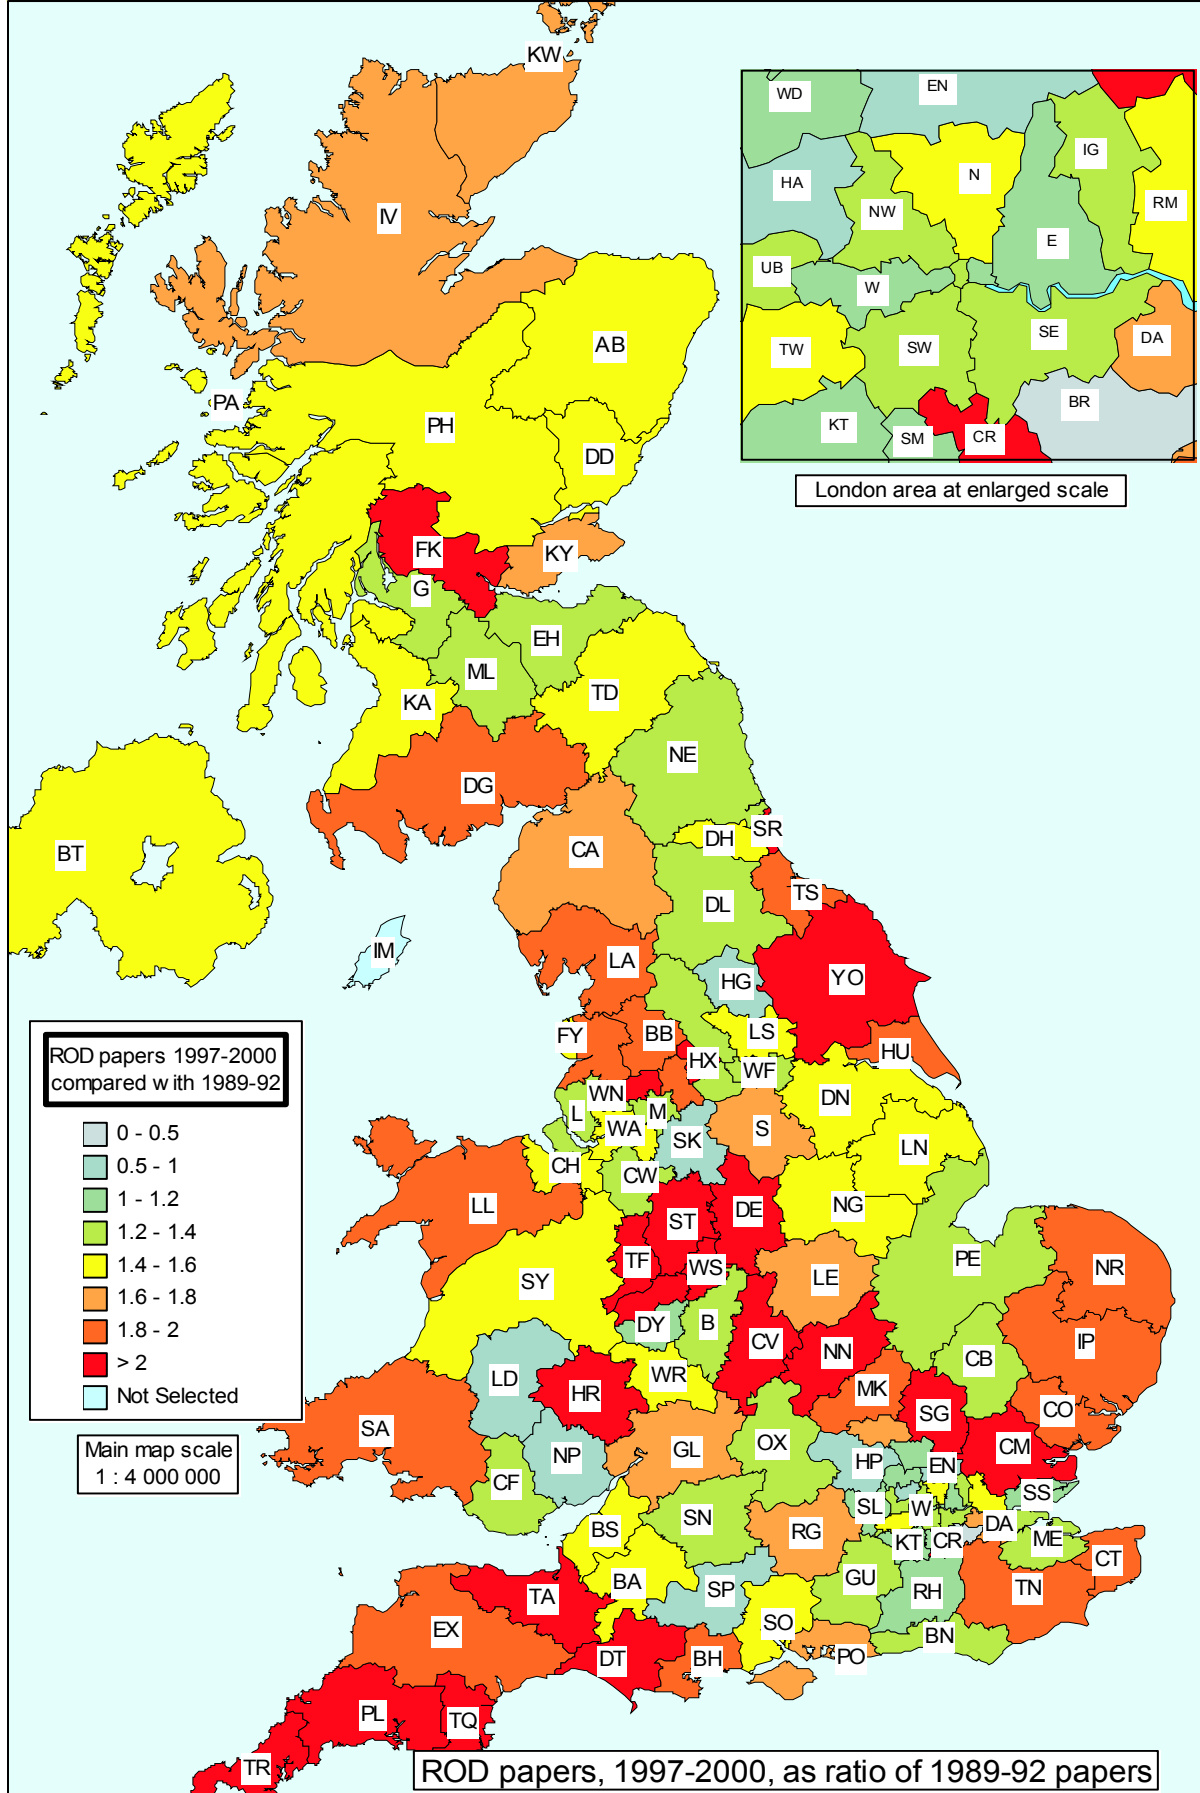 KW
WD
EN
IG
HA
N
RM
NW
E
UB
W
TW
SW
SE
DA
BR
KT
SM
CR
London area at enlarged scale
IV
AB
PA
PH
DD
FK
KY
G
EH
ML
TD
KA
NE
DG
BT
CA
DH
SR
DL
TS
IM
LA
HG
YO
FY
BB
LS
HX
WF
HU
WN
L
M
WA
SK
S
DN
LN
CH
CW
LL
ST
DE
NG
TF
WS
SY
LE
PE
NR
DY
B
CV
NN
IP
CB
LD
HR
WR
MK
SG
CO
SA
GL
OX
CM
NP
CF
HP
EN
SS
SL
W
BS
SN
RG
KT
CR
DA
ME
CT
BA
SP
GU
RH
TN
TA
SO
EX
DT
BH
PO
BN
PL
TQ
TR
ROD papers 1997-2000
compared with 1989-92
0 - 0.5
0.5 - 1
1 - 1.2
1.2 - 1.4
1.4 - 1.6
1.6 - 1.8
1.8 - 2
> 2
Not Selected
Main map scale
1 : 4 000 000
ROD papers, 1997-2000, as ratio of 1989-92 papers